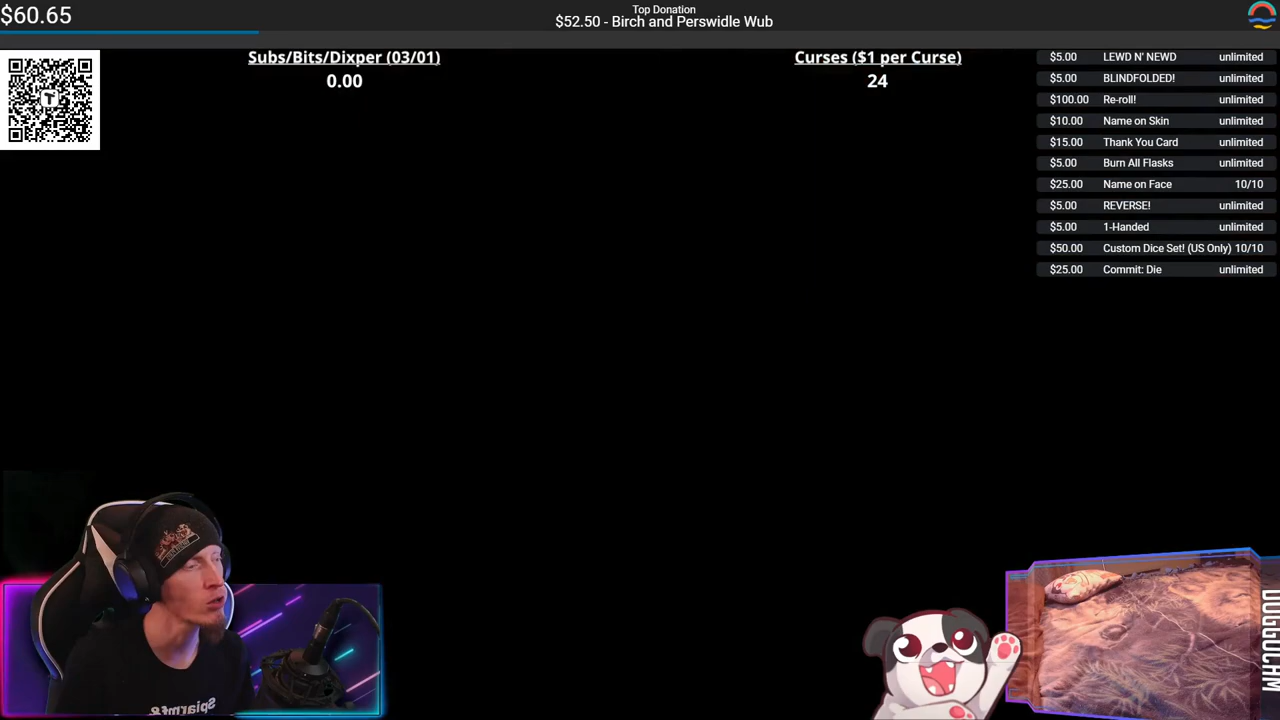 $60.65
Top Donation
$52.50 - Birch and Perswidle Wub
Subs/Bits/Dixper (03/01)
0.00
Curses ($1 per Curse)
24
$5.00 LEWD N' NEWD unlimited
$5.00 BLINDFOLDED! unlimited
$100.00 Re-roll! unlimited
$10.00 Name on Skin unlimited
$15.00 Thank You Card unlimited
$5.00 Burn All Flasks unlimited
$25.00 Name on Face 10/10
$5.00 REVERSE! unlimited
$5.00 1-Handed unlimited
$50.00 Custom Dice Set! (US Only) 10/10
$25.00 Commit: Die unlimited
T
DOGGOCAM